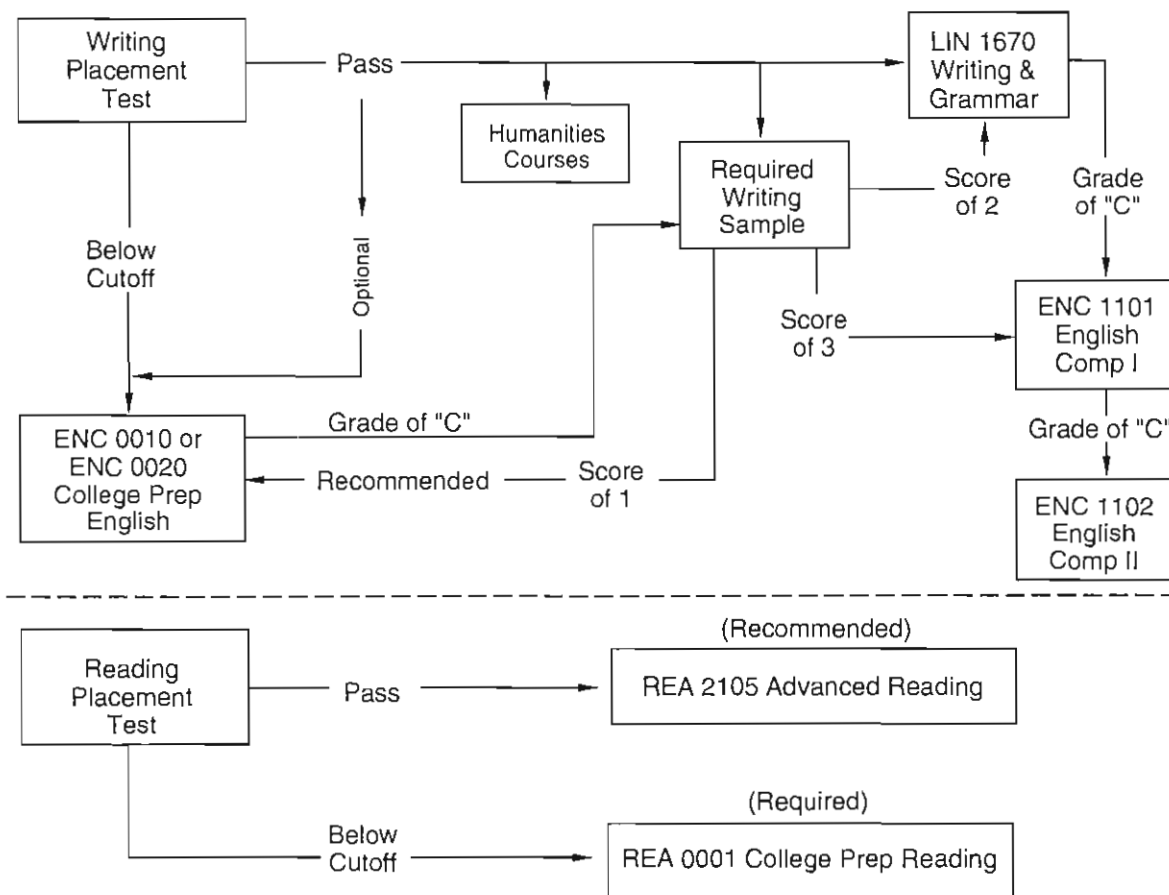 Writing
Placement
Test
Pass
LIN 1670
Writing &
Grammar
Humanities
Courses
Required
Writing
Sample
Score
of 2
Grade
of "C"
Below
Cutoff
Optional
Score
of 3
ENC 1101
English
Comp I
ENC 0010 or
ENC 0020
College Prep
English
Grade of "C"
Recommended
Score
of 1
Grade of "C"
ENC 1102
English
Comp II
Reading
Placement
Test
Pass
(Recommended)
REA 2105 Advanced Reading
Below
Cutoff
(Required)
REA 0001 College Prep Reading